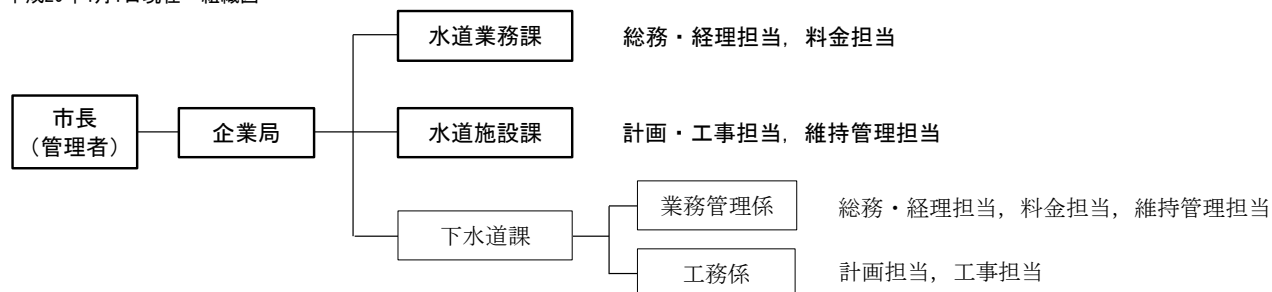 水道業務課 総務・経理担当，料金担当
市長
（管理者）
企業局
水道施設課 計画・工事担当，維持管理担当
下水道課
業務管理係 総務・経理担当，料金担当，維持管理担当
工務係 計画担当，工事担当